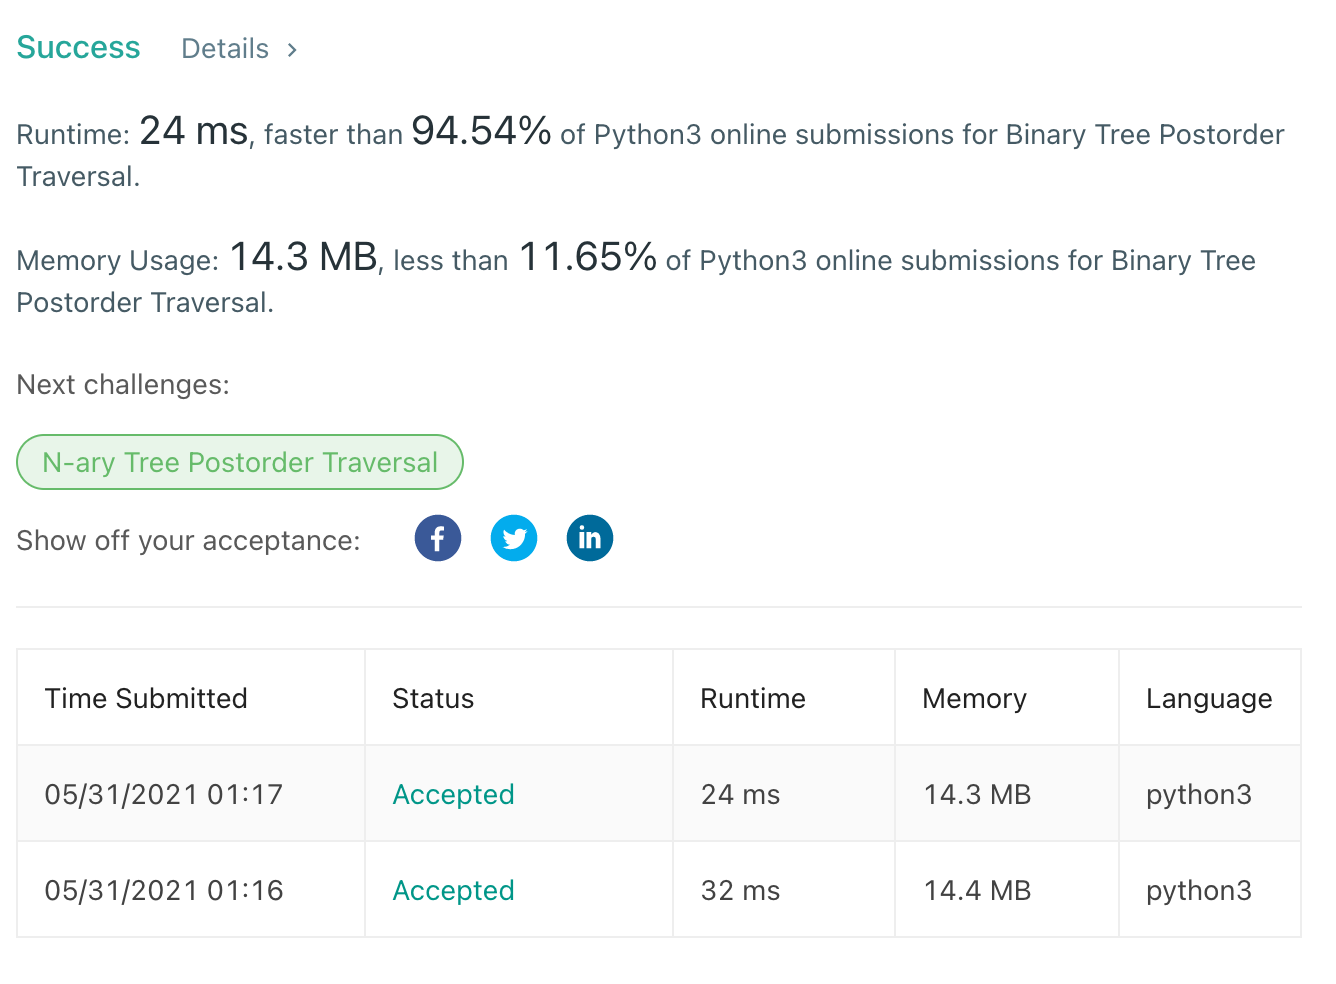 Success Details
Runtime: 24 ms, faster than 94.54% of Python3 online submissions for Binary Tree Postorder
Traversal.
Memory Usage: 14.3 MB, less than 11.65% of Python3 online submissions for Binary Tree
Postorder Traversal.
Next challenges:
N-ary Tree Postorder Traversal
Show off your acceptance: f in
Time Submitted Status Runtime Memory Language
05/31/2021 01:17 Accepted 24 ms 14.3 MB python3
05/31/2021 01:16 Accepted 32 ms 14.4 MB python3